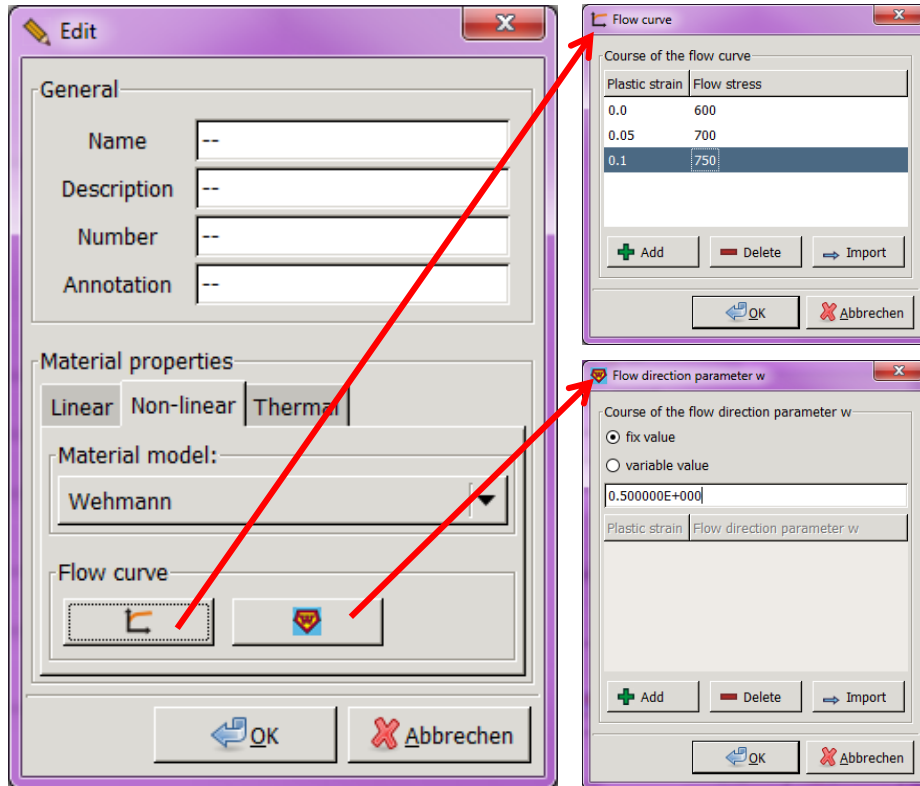 Edit
General
Name --
Description --
Number --
Annotation --
Material properties
Linear Non-linear Thermal
Material model:
Wehmann
Flow curve
W
OK Abbrechen
Flow curve
Course of the flow curve
Plastic strain Flow stress
0.0 600
0.05 700
0.1 750
Add Delete Import
OK Abbrechen
W Flow direction parameter w
Course of the flow direction parameter w
fix value
variable value
0.500000E+000
Plastic strain Flow direction parameter w
Add Delete Import
OK Abbrechen